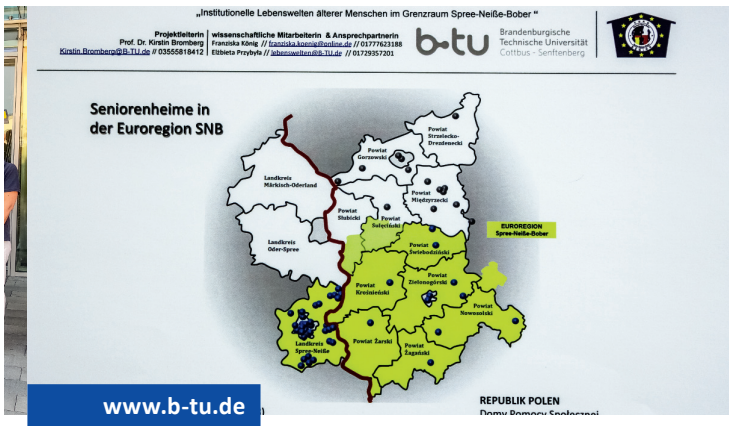 „Institutionelle Lebenswelten älterer Menschen im Grenzraum Spree-Neiße-Bober "
Projektleiterin
Prof. Dr. Kirstin Bromberg
Kirstin.Bromberg@B-TU.de // 03555818412
wissenschaftliche Mitarbeiterin & Ansprechpartnerin
Franziska König // franziska.koenig@online.de // 01777623188
Elżbieta Przybyła // lebenswelten@B-TU.de // 01729357201
b-tu
Brandenburgische
Technische Universität
Cottbus - Senftenberg
Seniorenheime in
der Euroregion SNB
Powiat
Strzelecko-
Drezdenecki
Powiat
Gorzowski
Landkreis
Märkisch-Oderland
Powiat
Międzyrzecki
Powiat
Słubicki
Powiat
Sulęciński
EUROREGION
Spree-Neiße-Bober
Landkreis
Oder-Spree
Powiat
Świebodziński
Powiat
Zielonogórski
Powiat
Krośnieński
Powiat
Nowosolski
Landkreis
Spree-Neiße
Powiat Żarski
Powiat
Żagański
www.b-tu.de
REPUBLIK POLEN
Domy Pomocy Społecznej